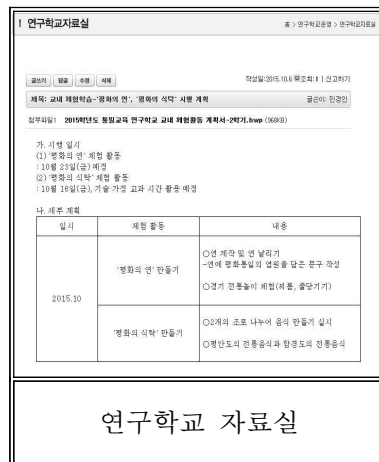 ! 연구학교자료실
홈 > 연구학교운영 > 연구학교자료실
글쓰기 답글 수정 삭제
작성일:2015.10.6 조회:1 | 신고하기
제목: 교내 체험학습-'평화의 연', '평화의 식탁' 시행 계획
글쓴이: 민경인
첨부파일1 2015학년도 통일교육 연구학교 교내 체험활동 계획서-2학기.hwp (968KB)
가. 시행 일시
(1) '평화의 연' 체험 활동
: 10월 23일(금) 예정
(2) '평화의 식탁' 체험 활동
: 10월 16일(금), 기술·가정 교과 시간 활용 예정
나. 세부 계획
일시 체험 활동 내용
2015.10
'평화의 연' 만들기
○연 제작 및 연 날리기
-연에 평화통일의 염원을 담은 문구 작성
○경기 전통놀이 체험(씨름, 줄당기기)
'평화의 식탁' 만들기
○2개의 조로 나누어 음식 만들기 실시
○평안도의 전통음식과 함경도의 전통음식
연구학교 자료실